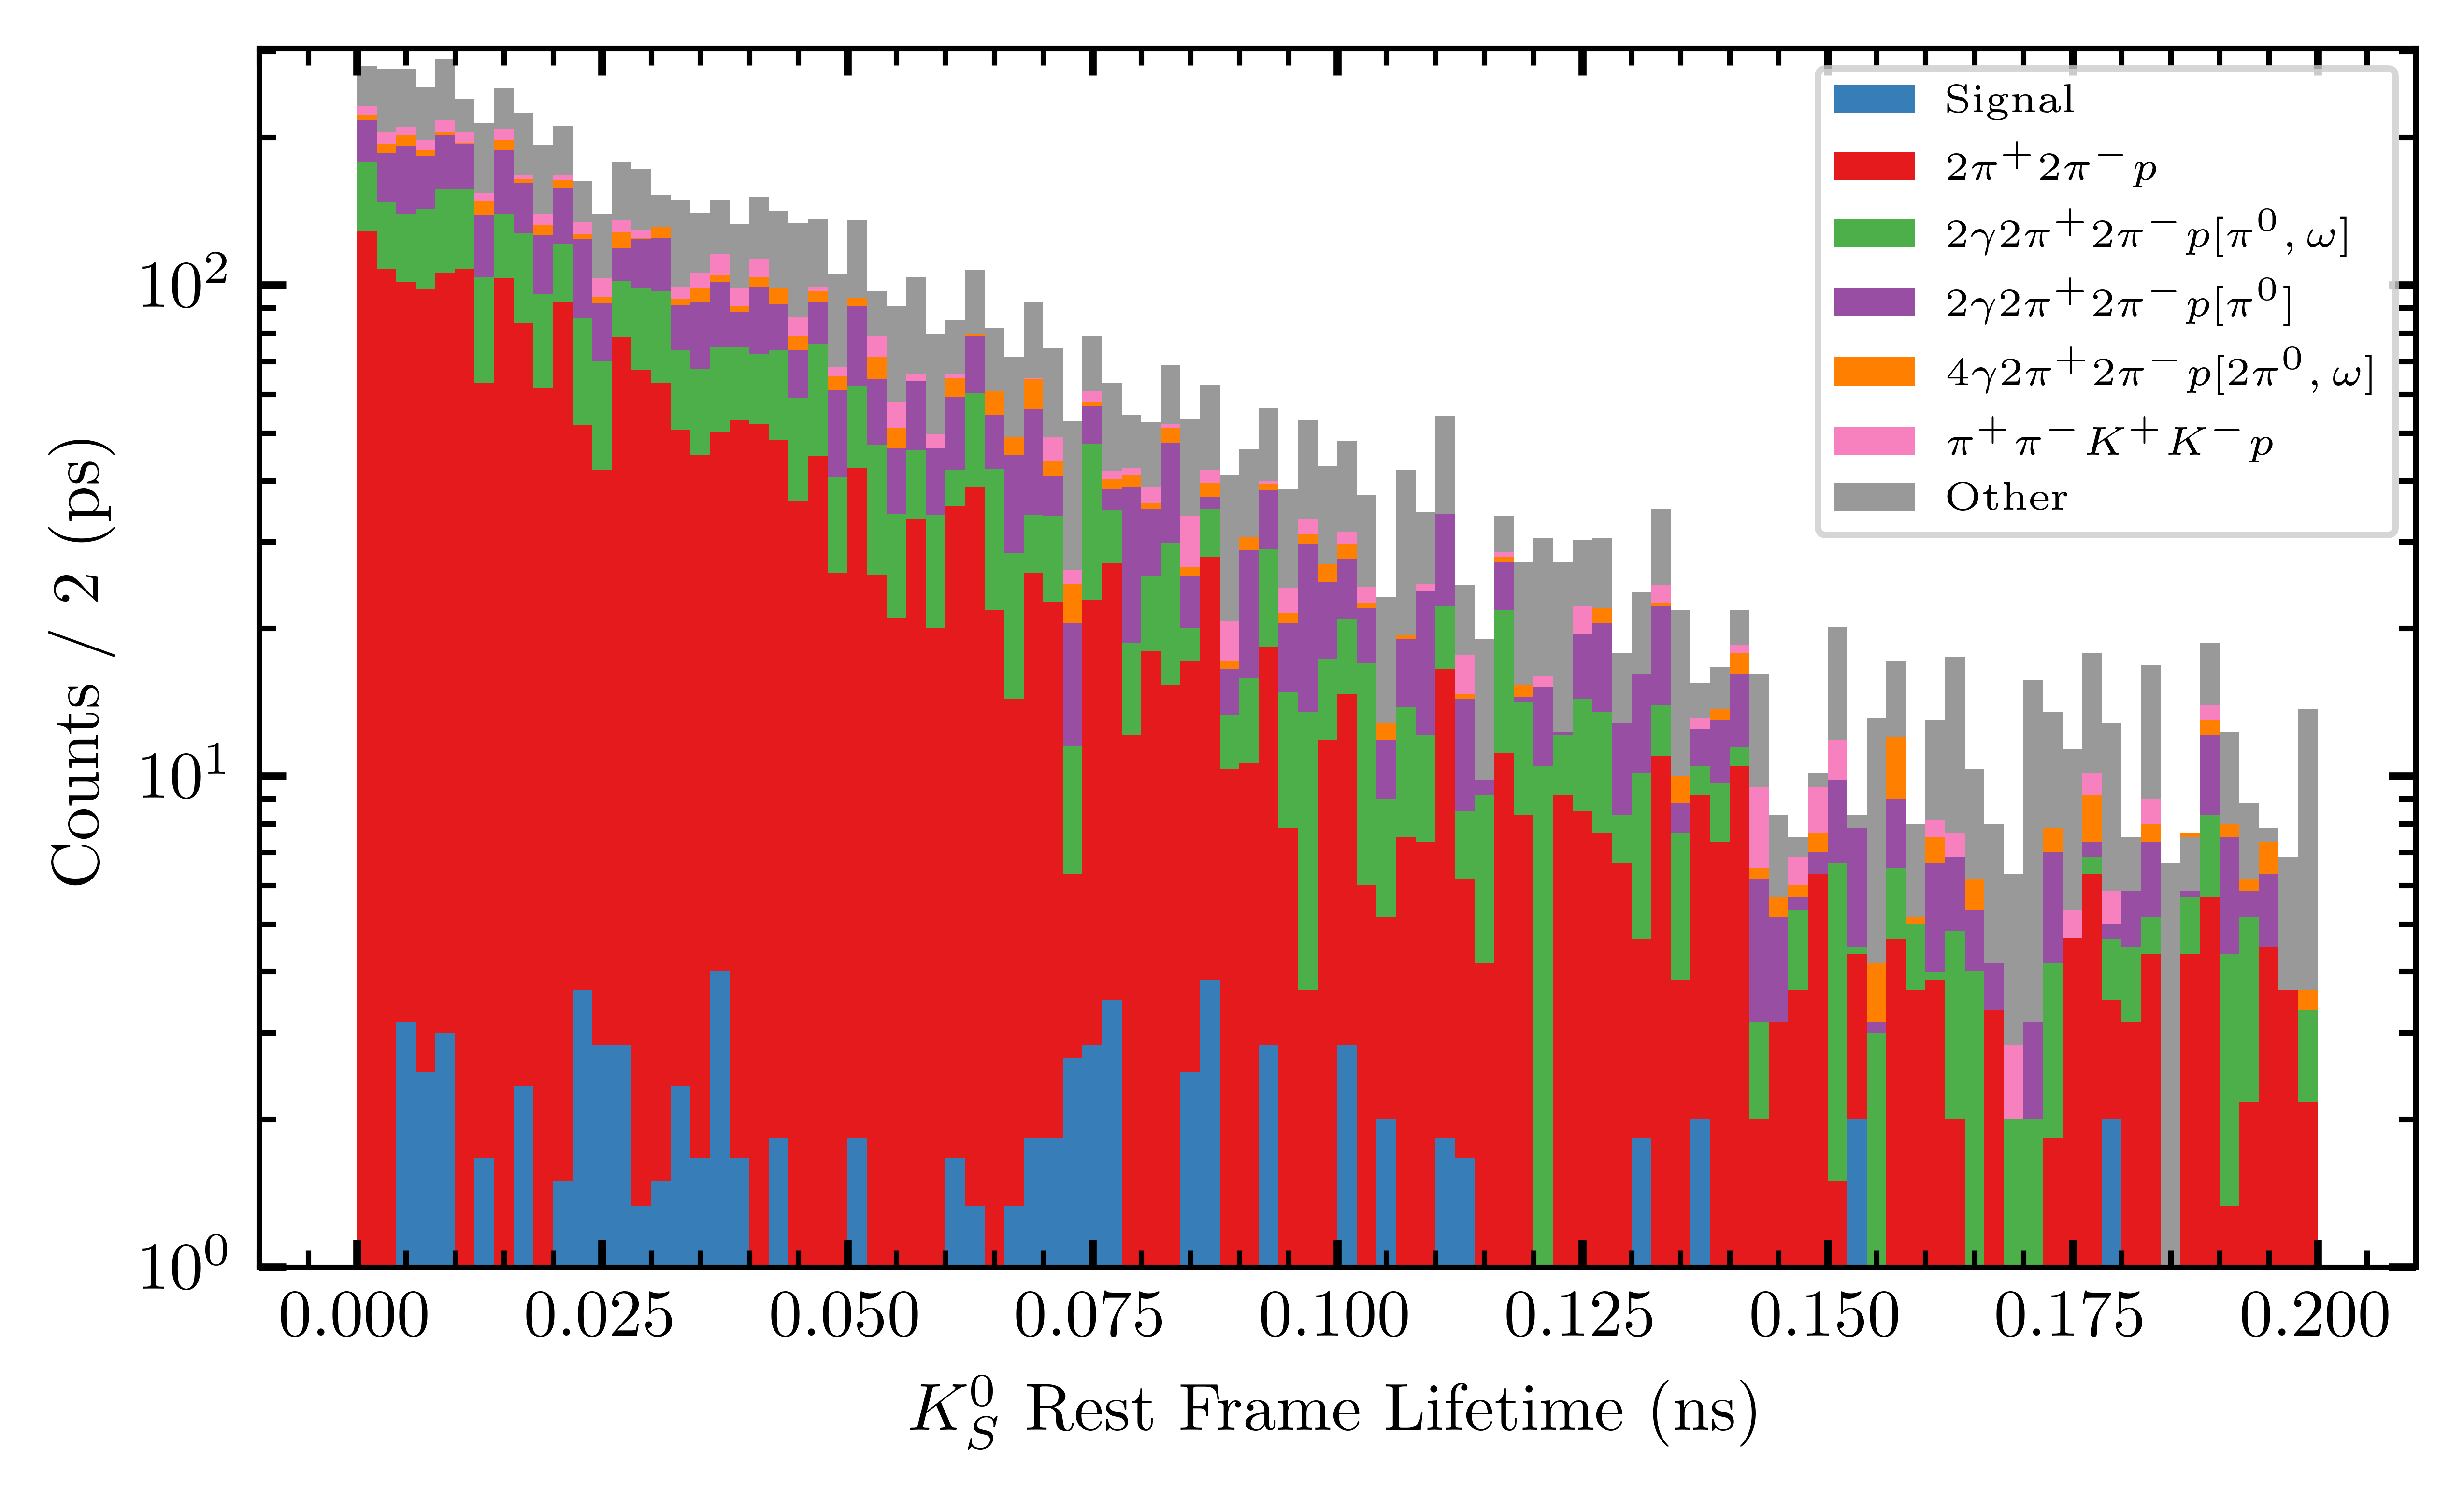 Counts / 2 (ps)
10² 
10¹
10⁰
Signal
2π⁺2π⁻p
2γ2π⁺2π⁻p[π⁰, ω]
2γ2π⁺2π⁻p[π⁰]
4γ2π⁺2π⁻p[2π⁰, ω]
π⁺π⁻K⁺K⁻p
Other
0.000 0.025 0.050 0.075 0.100 0.125 0.150 0.175 0.200
K⁰_S Rest Frame Lifetime (ns)